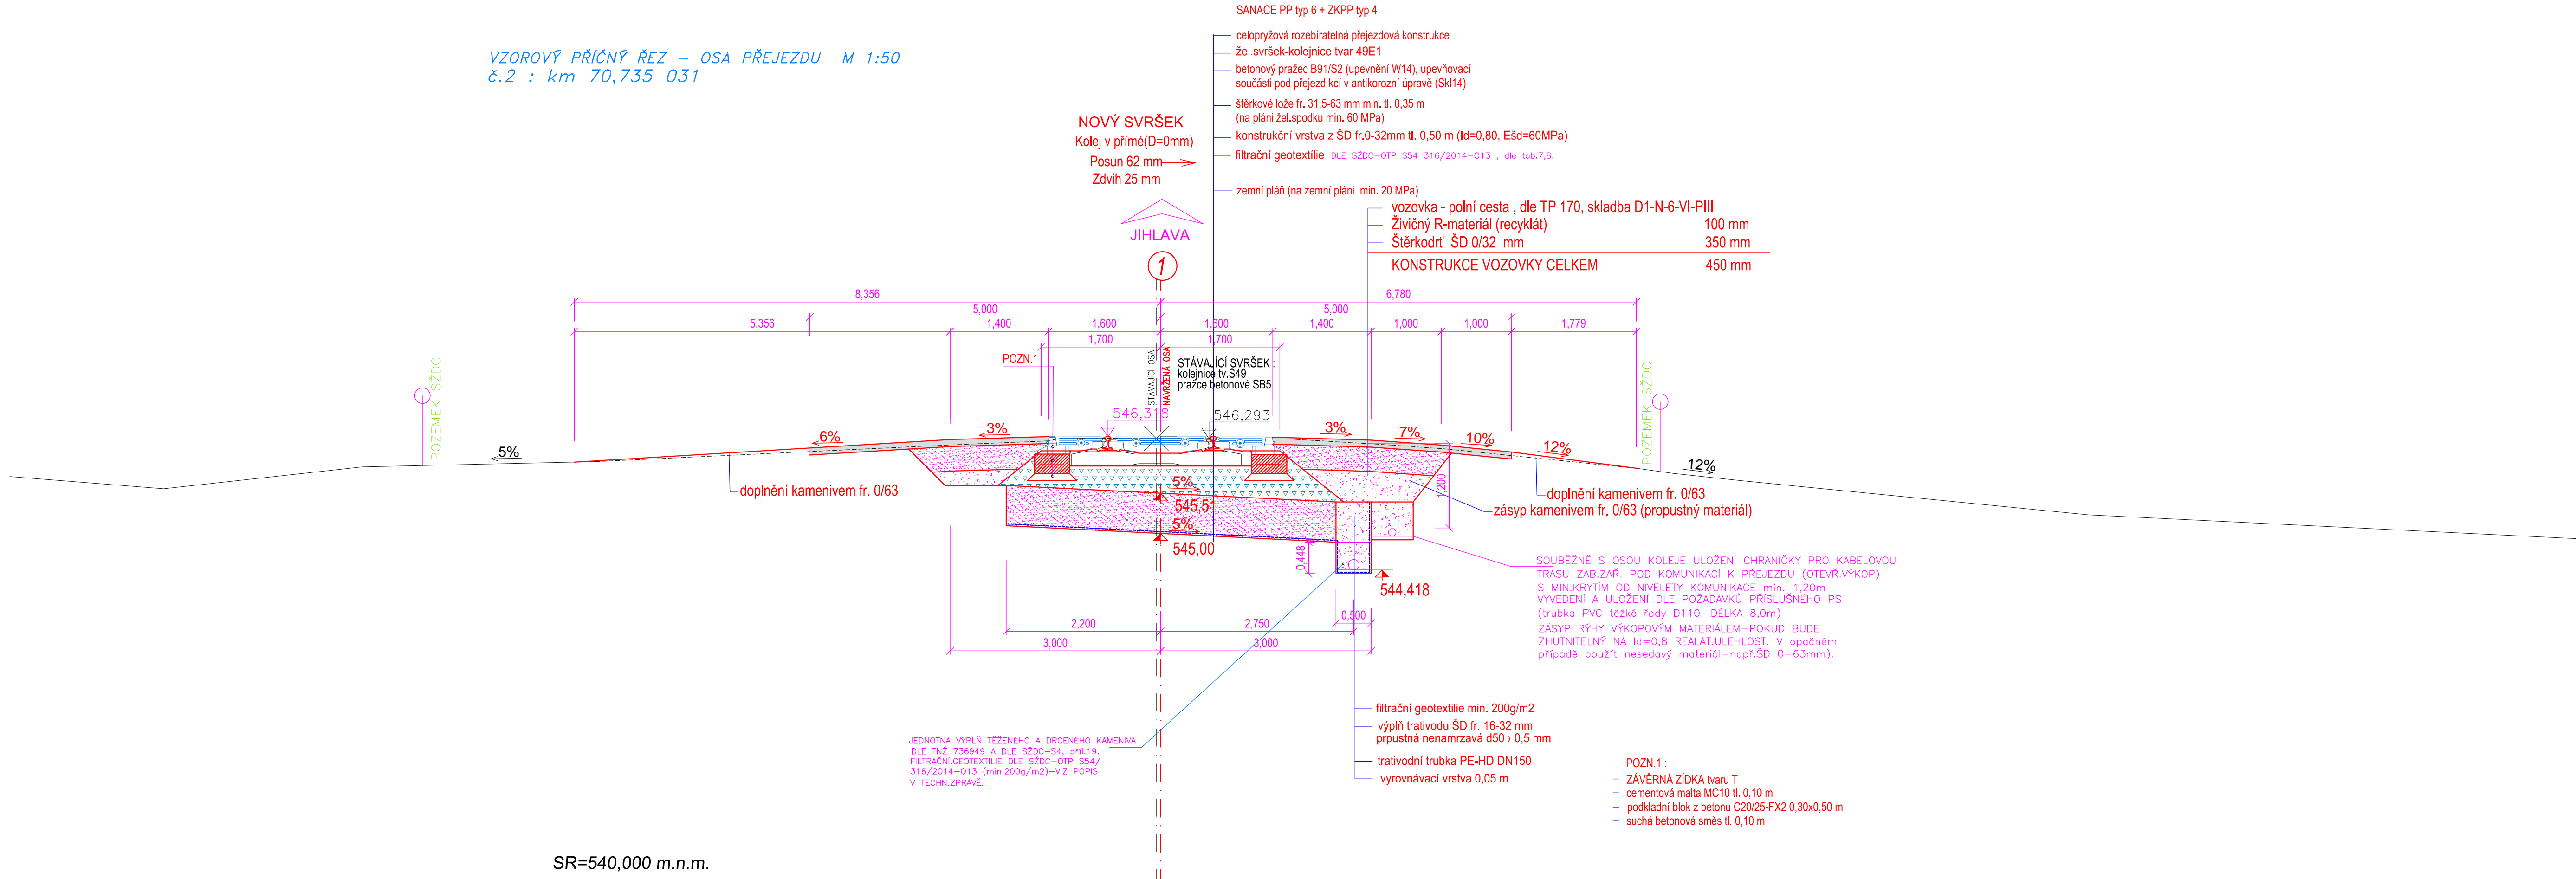 SANACE PP typ 6 + ZKPP typ 4
VZOROVÝ PŘÍČNÝ ŘEZ – OSA PŘEJEZDU M 1:50
č.2 : km 70,735 031
celopryžová rozebíratelná přejezdová konstrukce
žel.svršek-kolejnice tvar 49E1
betonový pražec B91/S2 (upevnění W14), upevňovací
součásti pod přejezd.kcí v antikorozní úpravě (Skl14)
štěrkové lože fr. 31,5-63 mm min. tl. 0,35 m
(na pláni žel.spodku min. 60 MPa)
konstrukční vrstva z ŠD fr.0-32mm tl. 0,50 m (Id=0,80, Ešd=60MPa)
filtrační geotextílie DLE SŽDC-OTP S54 316/2014-O13 , dle tab.7,8.
zemní pláň (na zemní pláni min. 20 MPa)
NOVÝ SVRŠEK
Kolej v přímé(D=0mm)
Posun 62 mm
Zdvih 25 mm
JIHLAVA
1
vozovka - polní cesta , dle TP 170, skladba D1-N-6-VI-PIII
Živičný R-materiál (recyklát) 100 mm
Štěrkodrť ŠD 0/32 mm 350 mm
KONSTRUKCE VOZOVKY CELKEM 450 mm
8,356 6,780
5,000 5,000
5,356 1,400 1,600 1,600 1,400 1,000 1,000 1,779
1,700 1,700
POZN.1
STÁVAJÍCÍ OSA
NAVRŽENÁ OSA
STÁVAJÍCÍ SVRŠEK :
kolejnice tv.S49
pražce betonové SB5
POZEMEK SŽDC
POZEMEK SŽDC
546,318 546,293
5% 6% 3% 3% 7% 10% 12% 12%
doplnění kamenivem fr. 0/63
5%
545,51
5%
545,00
1,200
doplnění kamenivem fr. 0/63
zásyp kamenivem fr. 0/63 (propustný materiál)
0,448
544,418
0,500
2,200 2,750
3,000 3,000
SOUBĚŽNĚ S OSOU KOLEJE ULOŽENÍ CHRÁNIČKY PRO KABELOVOU
TRASU ZAB.ZAŘ. POD KOMUNIKACÍ K PŘEJEZDU (OTEVŘ.VÝKOP)
S MIN.KRYTÍM OD NIVELETY KOMUNIKACE min. 1,20m
VYVEDENÍ A ULOŽENÍ DLE POŽADAVKŮ PŘÍSLUŠNÉHO PS
(trubka PVC těžké řady D110, DÉLKA 8,0m)
ZÁSYP RÝHY VÝKOPOVÝM MATERIÁLEM-POKUD BUDE
ZHUTNITELNÝ NA Id=0,8 REALAT.ULEHLOST. V opačném
případě použít nesedavý materiál-např.ŠD 0-63mm).
filtrační geotextilie min. 200g/m2
výplň trativodu ŠD fr. 16-32 mm
prpustná nenamrzavá d50 › 0,5 mm
trativodní trubka PE-HD DN150
vyrovnávací vrstva 0,05 m
JEDNOTNÁ VÝPLŇ TĚŽENÉHO A DRCENÉHO KAMENIVA
DLE TNŽ 736949 A DLE SŽDC-S4, příl.19.
FILTRAČNÍ.GEOTEXTILIE DLE SŽDC-OTP S54/
316/2014-O13 (min.200g/m2)-VIZ POPIS
V TECHN.ZPRÁVĚ.
POZN.1 :
– ZÁVĚRNÁ ZÍDKA tvaru T
– cementová malta MC10 tl. 0,10 m
– podkladní blok z betonu C20/25-FX2 0,30x0,50 m
– suchá betonová směs tl. 0,10 m
SR=540,000 m.n.m.